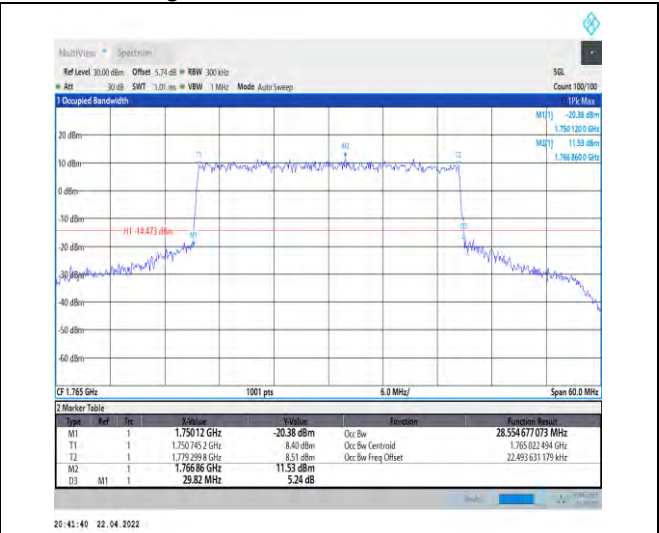 MultiView Spectrum
Ref Level 30.00 dBm Offset 5.74 dB RBW 300 kHz SGL
Att 30 dB SWT 1.01 ms VBW 1 MHz Mode Auto Sweep Count 100/100
1 Occupied Bandwidth 1Pk Max
M1[1] -20.38 dBm
1.750 120 0 GHz
M2[1] 11.53 dBm
1.766 860 0 GHz
20 dBm
M2
T1 T2
10 dBm
0 dBm
-10 dBm
H1 -14.473 dBm
M1 D3
-20 dBm
-30 dBm
-40 dBm
-50 dBm
-60 dBm
CF 1.765 GHz 1001 pts 6.0 MHz/ Span 60.0 MHz
2 Marker Table
Type Ref Trc X-Value Y-Value Function Function Result
M1 1 1.75012 GHz -20.38 dBm Occ Bw 28.554 677 073 MHz
T1 1 1.750 745 2 GHz 8.40 dBm Occ Bw Centroid 1.765 022 494 GHz
T2 1 1.779 299 8 GHz 8.51 dBm Occ Bw Freq Offset 22.493 631 179 kHz
M2 1 1.766 86 GHz 11.53 dBm
D3 M1 1 29.82 MHz 5.24 dB
20:41:40 22.04.2022